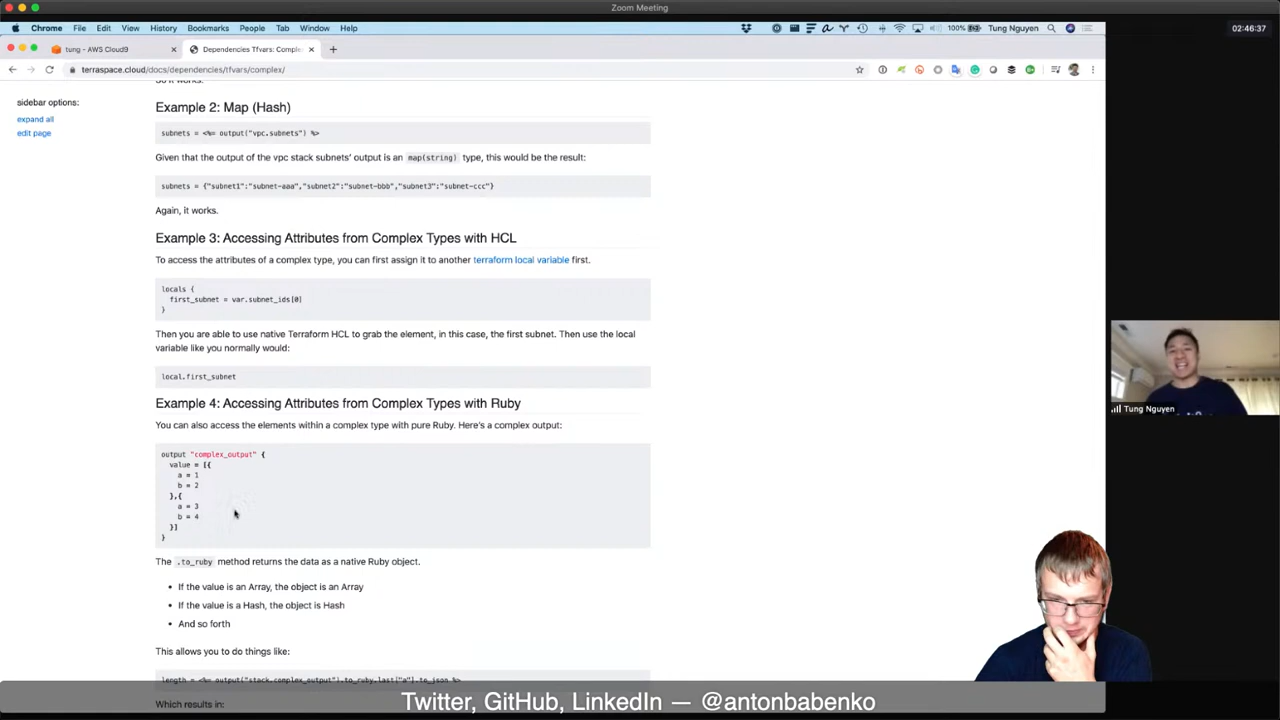 Zoom Meeting
Chrome File Edit View History Bookmarks People Tab Window Help
100% Tung Nguyen
02:46:37
tung - AWS Cloud9
Dependencies Tfvars: Comple
terraspace.cloud/docs/dependencies/tfvars/complex/
So it works.
sidebar options:
expand all
edit page
Example 2: Map (Hash)
subnets = <%= output("vpc.subnets") %>
Given that the output of the vpc stack subnets' output is an map(string) type, this would be the result:
subnets = {"subnet1":"subnet-aaa","subnet2":"subnet-bbb","subnet3":"subnet-ccc"}
Again, it works.
Example 3: Accessing Attributes from Complex Types with HCL
To access the attributes of a complex type, you can first assign it to another terraform local variable first.
locals {
first_subnet = var.subnet_ids[0]
}
Then you are able to use native Terraform HCL to grab the element, in this case, the first subnet. Then use the local
variable like you normally would:
local.first_subnet
Example 4: Accessing Attributes from Complex Types with Ruby
You can also access the elements within a complex type with pure Ruby. Here's a complex output:
output "complex_output" {
value = [{
a = 1
b = 2
},{
a = 3
b = 4
}]
}
The .to_ruby method returns the data as a native Ruby object.
• If the value is an Array, the object is an Array
• If the value is a Hash, the object is Hash
• And so forth
This allows you to do things like:
length = <%= output("stack.complex_output").to_ruby.last["a"].to_json %>
Which results in:
Tung Nguyen
Twitter, GitHub, LinkedIn — @antonbabenko